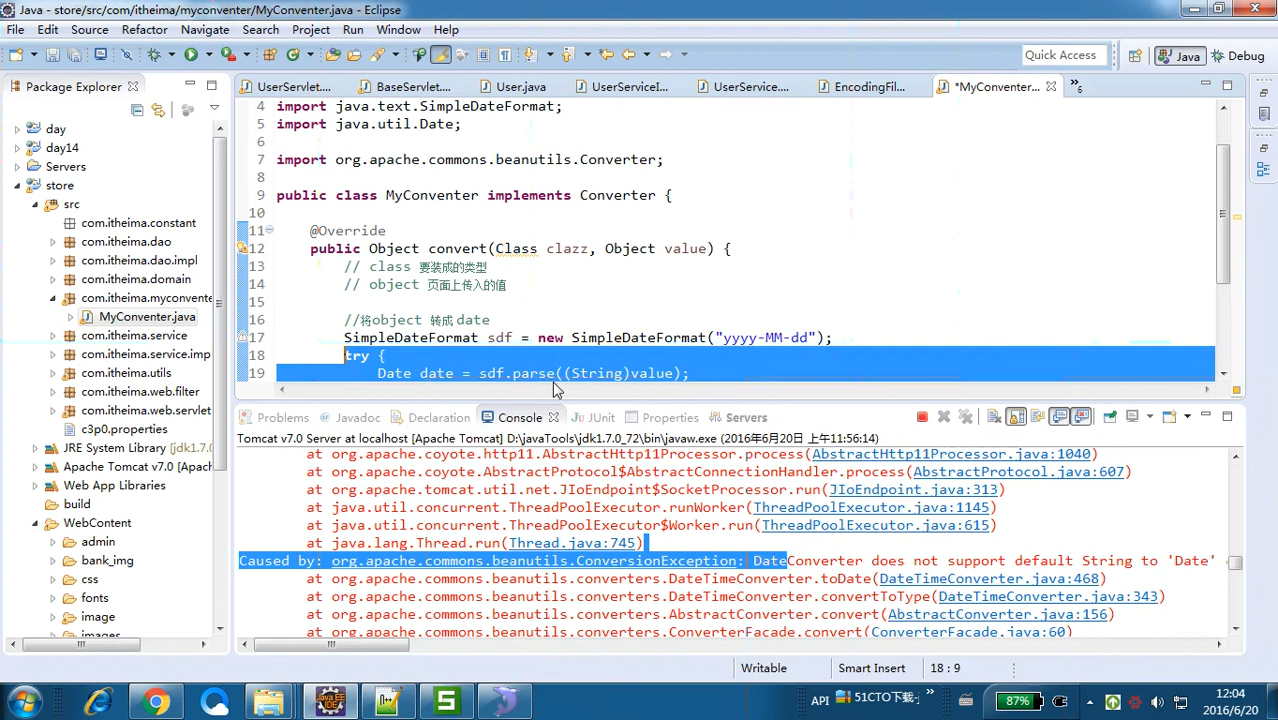 Java - store/src/com/itheima/myconventer/MyConventer.java - Eclipse
File Edit Source Refactor Navigate Search Project Run Window Help
Quick Access
Java
Debug
Package Explorer
UserServlet....
BaseServlet....
User.java
UserServiceI...
UserService....
EncodingFil...
*MyConventer...
»6
day
day14
Servers
store
src
com.itheima.constant
com.itheima.dao
com.itheima.dao.impl
com.itheima.domain
com.itheima.myconvente
MyConventer.java
com.itheima.service
com.itheima.service.imp
com.itheima.utils
com.itheima.web.filter
com.itheima.web.servlet
c3p0.properties
JRE System Library [jdk1.7.0
Apache Tomcat v7.0 [Apach
Web App Libraries
build
WebContent
admin
bank_img
css
fonts
image
images
4 import java.text.SimpleDateFormat;
5 import java.util.Date;
6
7 import org.apache.commons.beanutils.Converter;
8
9 public class MyConventer implements Converter {
10
11 @Override
12 public Object convert(Class clazz, Object value) {
13 // class 要装成的类型
14 // object 页面上传入的值
15
16 //将object 转成 date
17 SimpleDateFormat sdf = new SimpleDateFormat("yyyy-MM-dd");
18 try {
19 Date date = sdf.parse((String)value);
Problems Javadoc Declaration Console JUnit Properties Servers
Tomcat v7.0 Server at localhost [Apache Tomcat] D:\javaTools\jdk1.7.0_72\bin\javaw.exe (2016年6月20日 上午11:56:14)
at org.apache.coyote.http11.AbstractHttp11Processor.process(AbstractHttp11Processor.java:1040)
at org.apache.coyote.AbstractProtocol$AbstractConnectionHandler.process(AbstractProtocol.java:607)
at org.apache.tomcat.util.net.JIoEndpoint$SocketProcessor.run(JIoEndpoint.java:313)
at java.util.concurrent.ThreadPoolExecutor.runWorker(ThreadPoolExecutor.java:1145)
at java.util.concurrent.ThreadPoolExecutor$Worker.run(ThreadPoolExecutor.java:615)
at java.lang.Thread.run(Thread.java:745)
Caused by: org.apache.commons.beanutils.ConversionException: DateConverter does not support default String to 'Date'
at org.apache.commons.beanutils.converters.DateTimeConverter.toDate(DateTimeConverter.java:468)
at org.apache.commons.beanutils.converters.DateTimeConverter.convertToType(DateTimeConverter.java:343)
at org.apache.commons.beanutils.converters.AbstractConverter.convert(AbstractConverter.java:156)
at org.apache.commons.beanutils.converters.ConverterFacade.convert(ConverterFacade.java:60)
Writable
Smart Insert
18 : 9
API
51CTO下载-
»
87%
12:04
2016/6/20